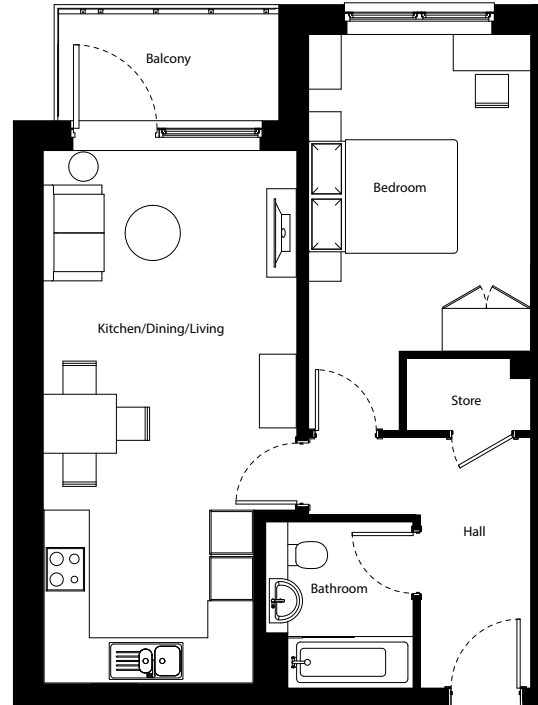 Balcony
Bedroom
Kitchen/Dining/Living
Store
Hall
Bathroom